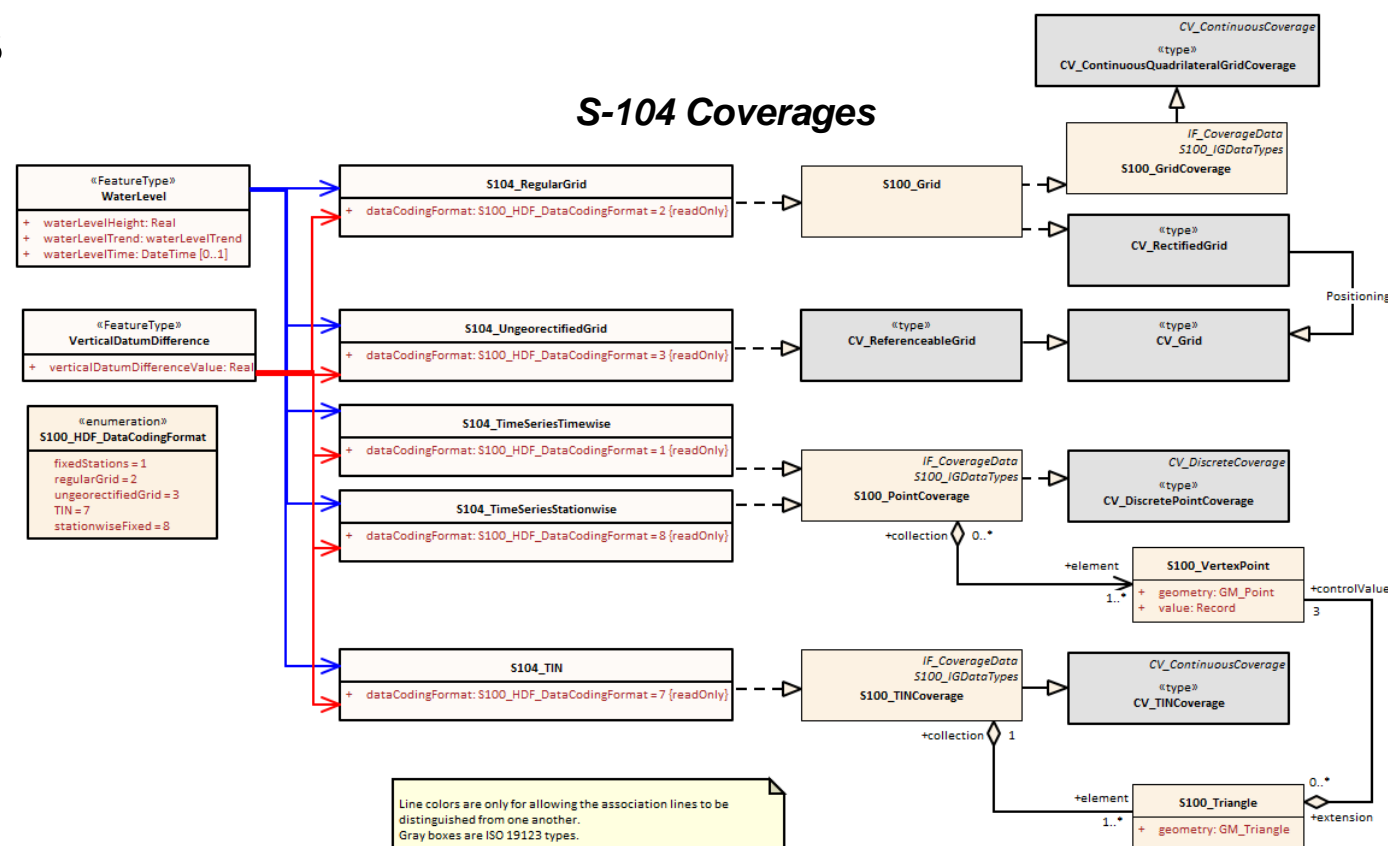 S-104 Coverages
CV_ContinuousCoverage
«type»
CV_ContinuousQuadrilateralGridCoverage
IF_CoverageData
S100_IGDataTypes
S100_GridCoverage
«FeatureType»
WaterLevel
+ waterLevelHeight: Real
+ waterLevelTrend: waterLevelTrend
+ waterLevelTime: DateTime [0..1]
S104_RegularGrid
+ dataCodingFormat: S100_HDF_DataCodingFormat = 2 {readOnly}
S100_Grid
«type»
CV_RectifiedGrid
Positioning
«FeatureType»
VerticalDatumDifference
+ verticalDatumDifferenceValue: Real
S104_UngeorectifiedGrid
+ dataCodingFormat: S100_HDF_DataCodingFormat = 3 {readOnly}
«type»
CV_ReferenceableGrid
«type»
CV_Grid
«enumeration»
S100_HDF_DataCodingFormat
fixedStations = 1
regularGrid = 2
ungeorectifiedGrid = 3
TIN = 7
stationwiseFixed = 8
S104_TimeSeriesTimewise
+ dataCodingFormat: S100_HDF_DataCodingFormat = 1 {readOnly}
S104_TimeSeriesStationwise
+ dataCodingFormat: S100_HDF_DataCodingFormat = 8 {readOnly}
IF_CoverageData
S100_IGDataTypes
S100_PointCoverage
CV_DiscreteCoverage
«type»
CV_DiscretePointCoverage
+collection 0..*
+element
1..*
S100_VertexPoint
+ geometry: GM_Point
+ value: Record
+controlValue
3
S104_TIN
+ dataCodingFormat: S100_HDF_DataCodingFormat = 7 {readOnly}
IF_CoverageData
S100_IGDataTypes
S100_TINCoverage
CV_ContinuousCoverage
«type»
CV_TINCoverage
+collection 1
+element
1..*
S100_Triangle
+ geometry: GM_Triangle
0..*
+extension
Line colors are only for allowing the association lines to be
distinguished from one another.
Gray boxes are ISO 19123 types.